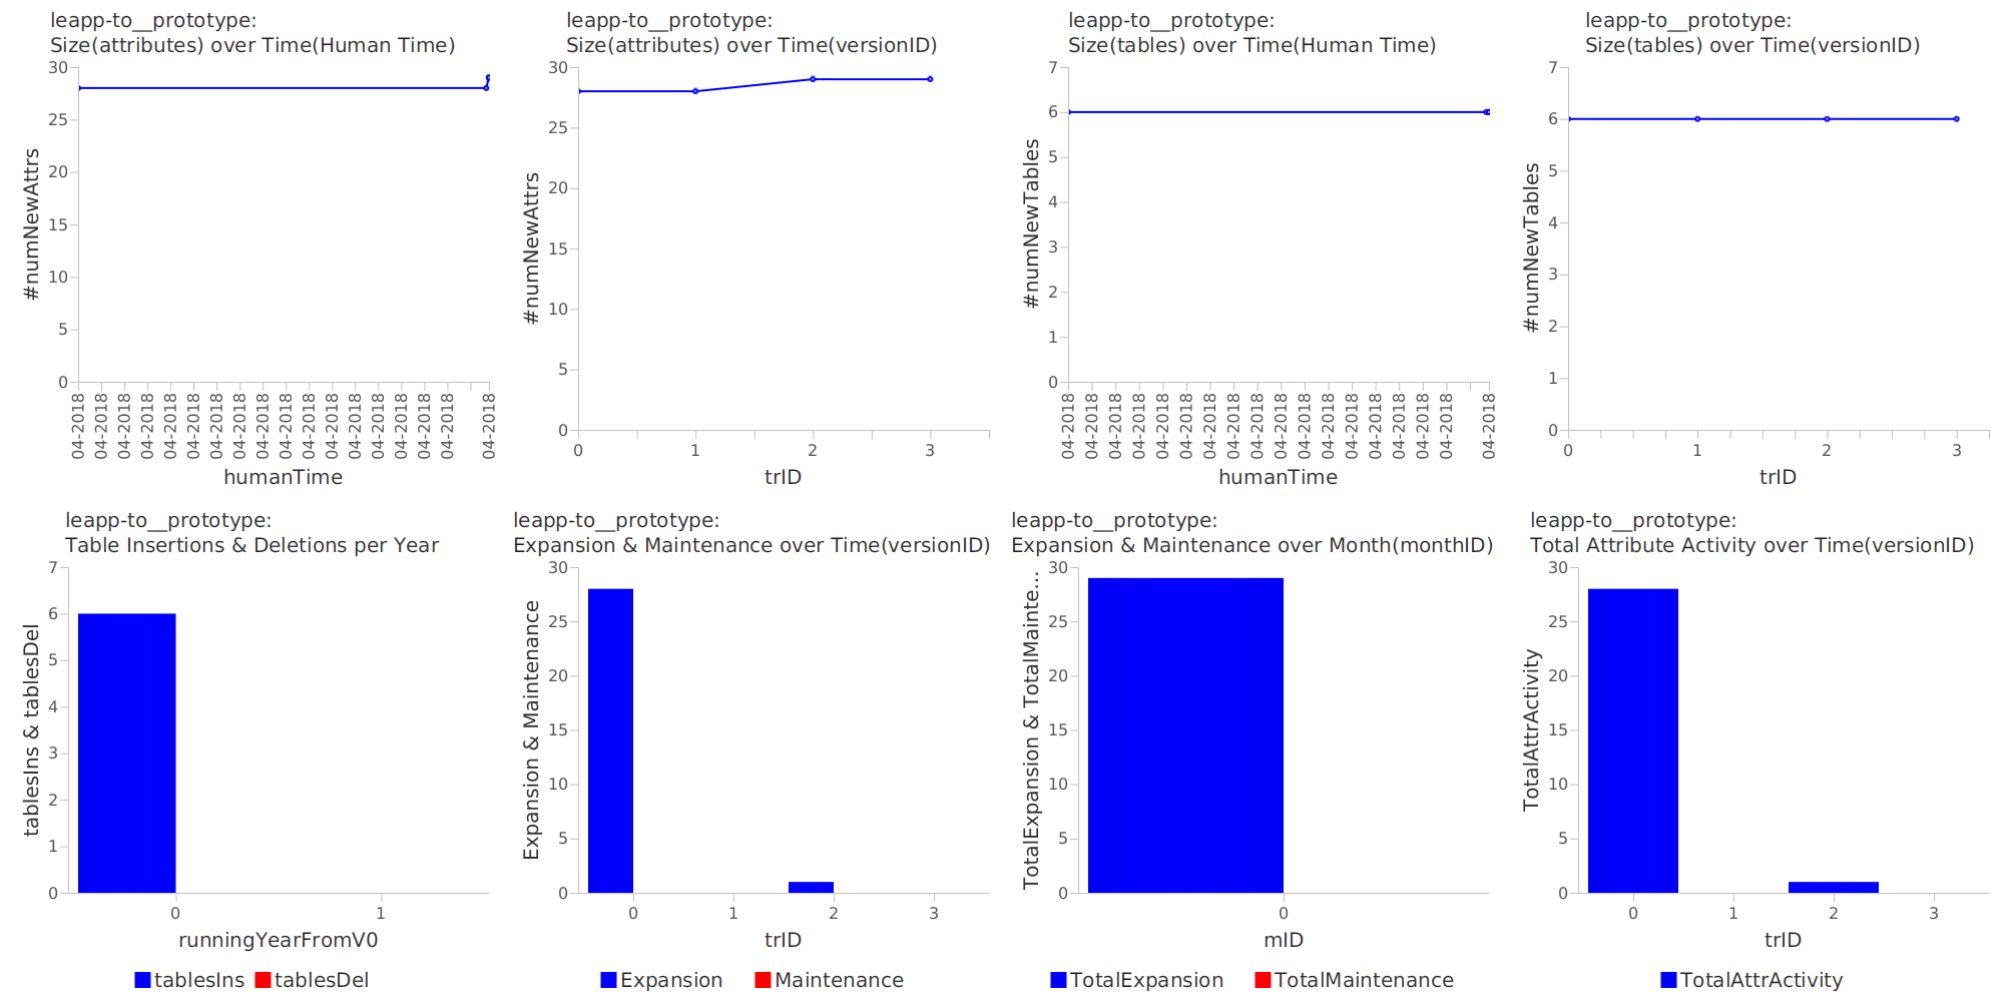 leapp-to__prototype:
Size(attributes) over Time(Human Time)
30
25
20
15
10
5
0
#numNewAttrs
04-2018 04-2018 04-2018 04-2018 04-2018 04-2018 04-2018 04-2018 04-2018 04-2018 04-2018 04-2018 04-2018 04-2018 04-2018 04-2018 04-2018 04-2018
humanTime
leapp-to__prototype:
Size(attributes) over Time(versionID)
30
25
20
15
10
5
0
#numNewAttrs
0 1 2 3
trID
leapp-to__prototype:
Size(tables) over Time(Human Time)
7
6
5
4
3
2
1
0
#numNewTables
04-2018 04-2018 04-2018 04-2018 04-2018 04-2018 04-2018 04-2018 04-2018 04-2018 04-2018 04-2018 04-2018 04-2018 04-2018 04-2018 04-2018 04-2018
humanTime
leapp-to__prototype:
Size(tables) over Time(versionID)
7
6
5
4
3
2
1
0
#numNewTables
0 1 2 3
trID
leapp-to__prototype:
Table Insertions & Deletions per Year
7
6
5
4
3
2
1
0
tablesIns & tablesDel
0 1
runningYearFromV0
tablesIns tablesDel
leapp-to__prototype:
Expansion & Maintenance over Time(versionID)
30
25
20
15
10
5
0
Expansion & Maintenance
0 1 2 3
trID
Expansion Maintenance
leapp-to__prototype:
Expansion & Maintenance over Month(monthID)
30
25
20
15
10
5
0
TotalExpansion & TotalMainte...
0
mID
TotalExpansion TotalMaintenance
leapp-to__prototype:
Total Attribute Activity over Time(versionID)
30
25
20
15
10
5
0
TotalAttrActivity
0 1 2 3
trID
TotalAttrActivity